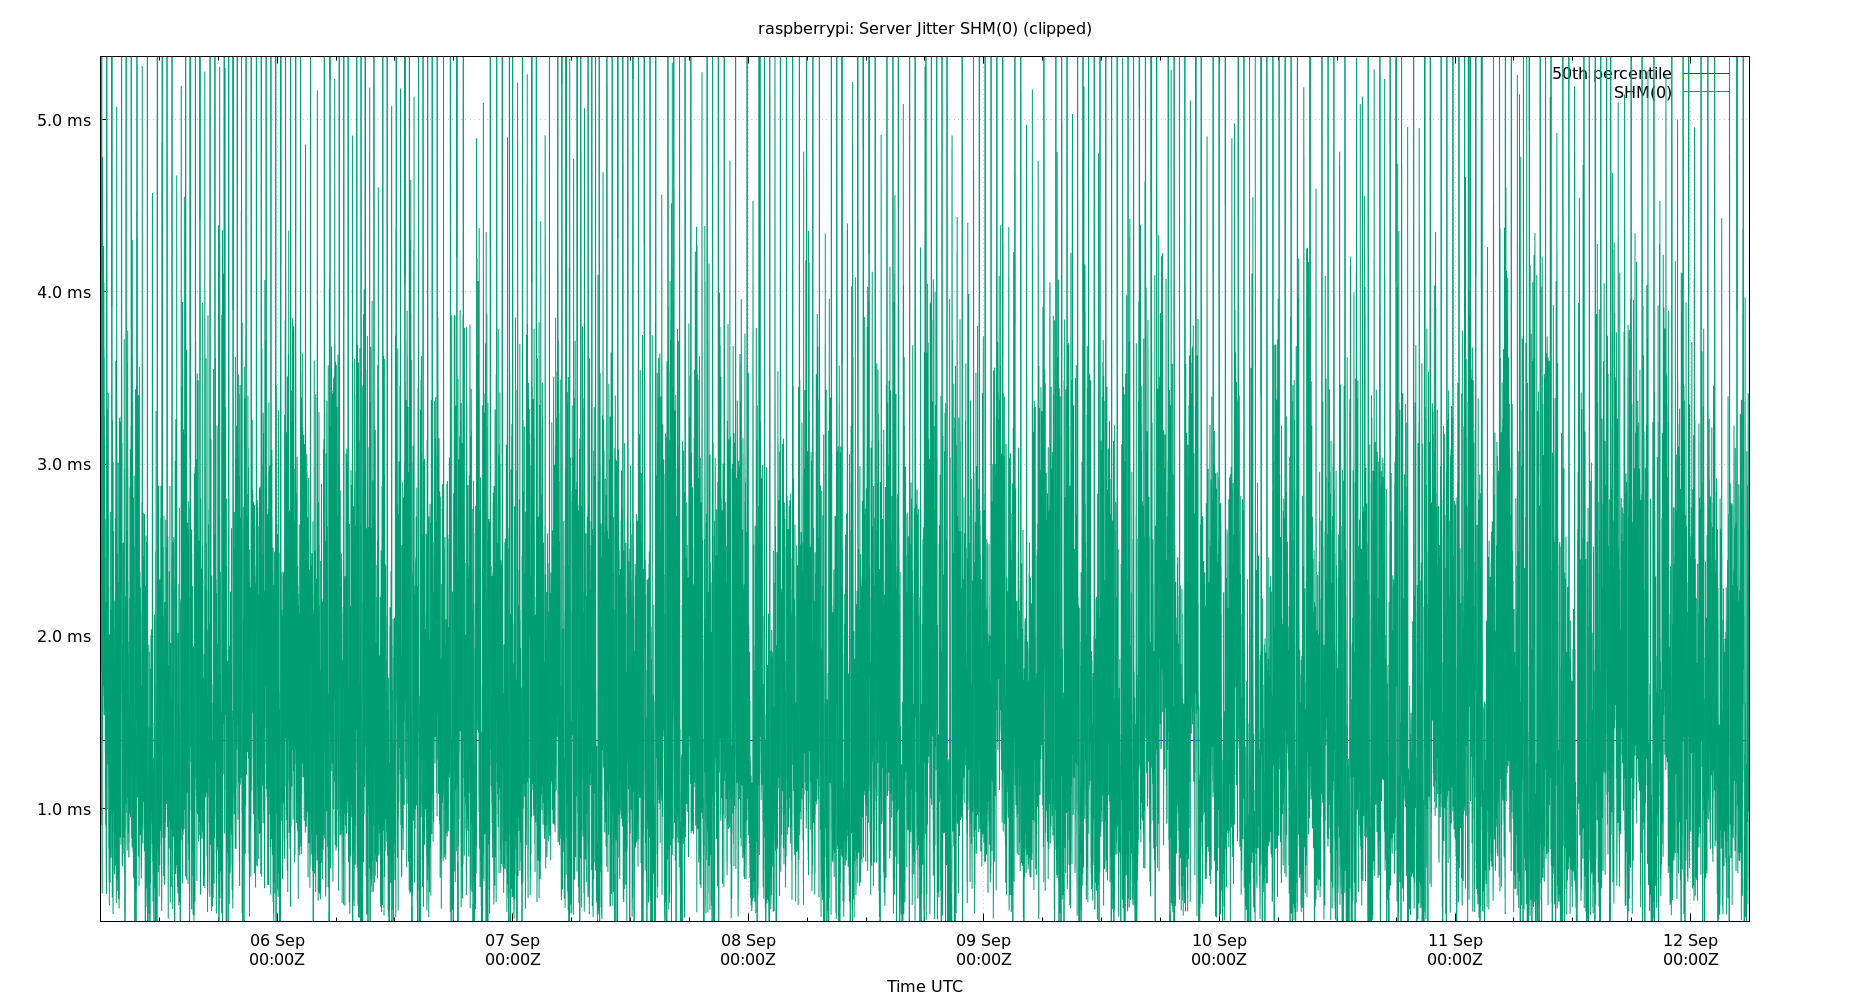 raspberrypi: Server Jitter SHM(0) (clipped)
50th percentile
SHM(0)
5.0 ms
4.0 ms
3.0 ms
2.0 ms
1.0 ms
06 Sep 07 Sep 08 Sep 09 Sep 10 Sep 11 Sep 12 Sep
00:00Z 00:00Z 00:00Z 00:00Z 00:00Z 00:00Z 00:00Z
Time UTC